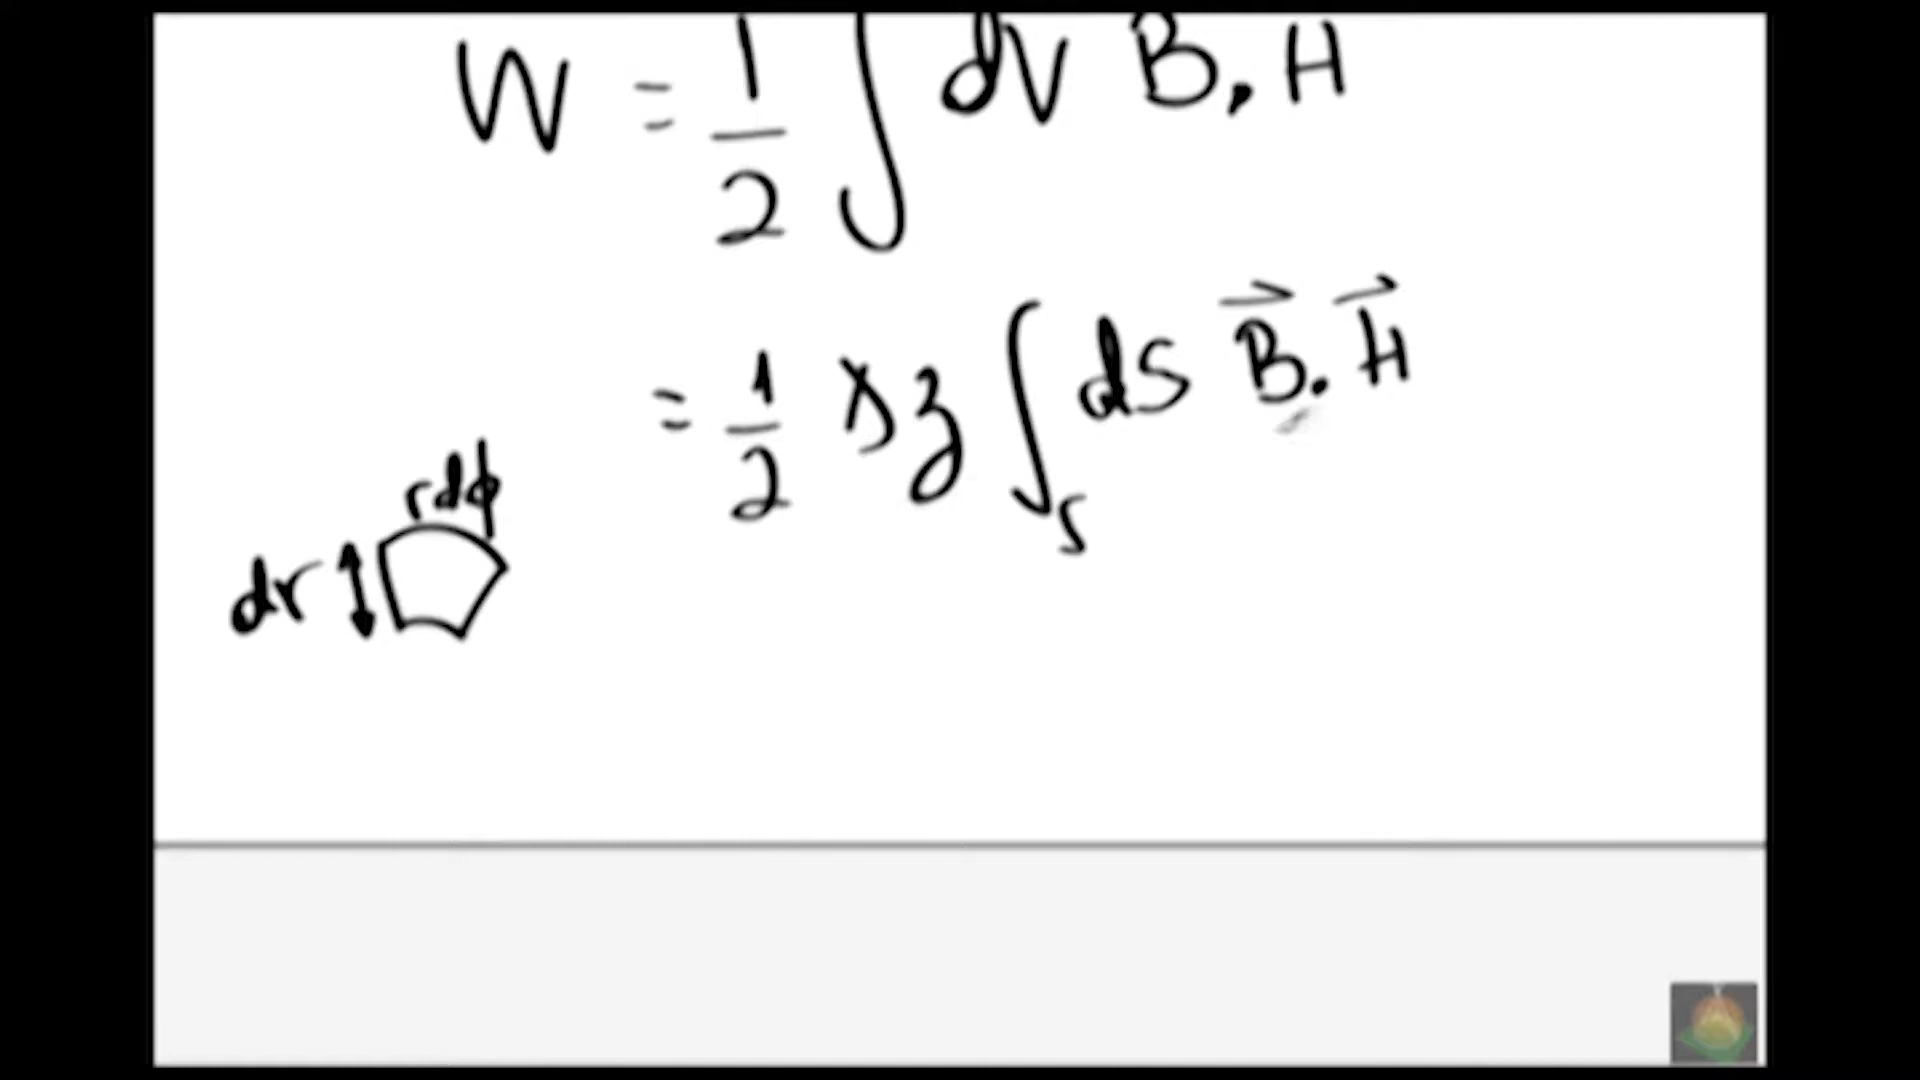 W = 1/2 ∫ dV B. H
= 1/2 Δz ∫_S dS B⃗. H⃗
rdϕ
dr